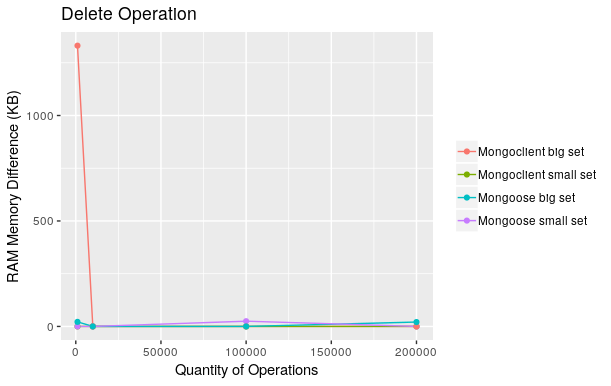 Delete Operation
RAM Memory Difference (KB)
1000
500
0
0
50000
100000
150000
200000
Quantity of Operations
Mongoclient big set
Mongoclient small set
Mongoose big set
Mongoose small set